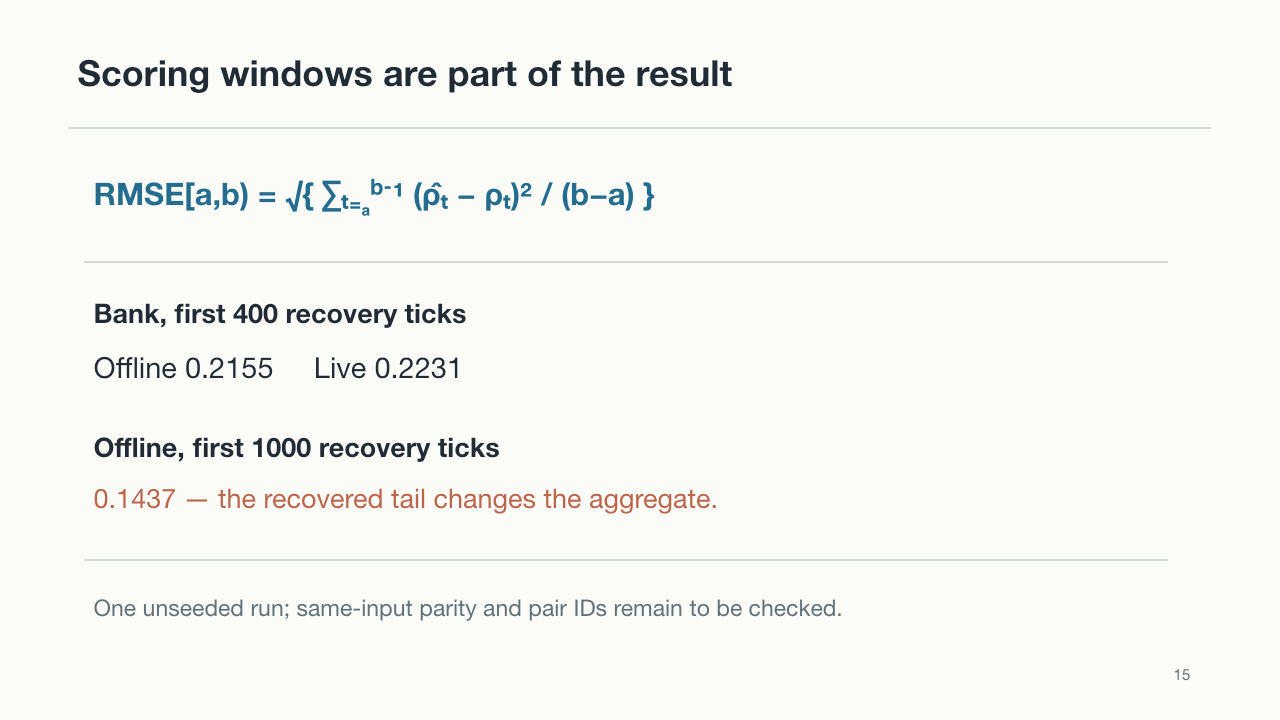 Scoring windows are part of the result
RMSE[a,b) = √{ ∑ₜ₌ₐᵇ⁻¹ (ρ̂ₜ − ρₜ)² / (b−a) }
Bank, first 400 recovery ticks
Offline 0.2155 Live 0.2231
Offline, first 1000 recovery ticks
0.1437 — the recovered tail changes the aggregate.
One unseeded run; same-input parity and pair IDs remain to be checked.
15